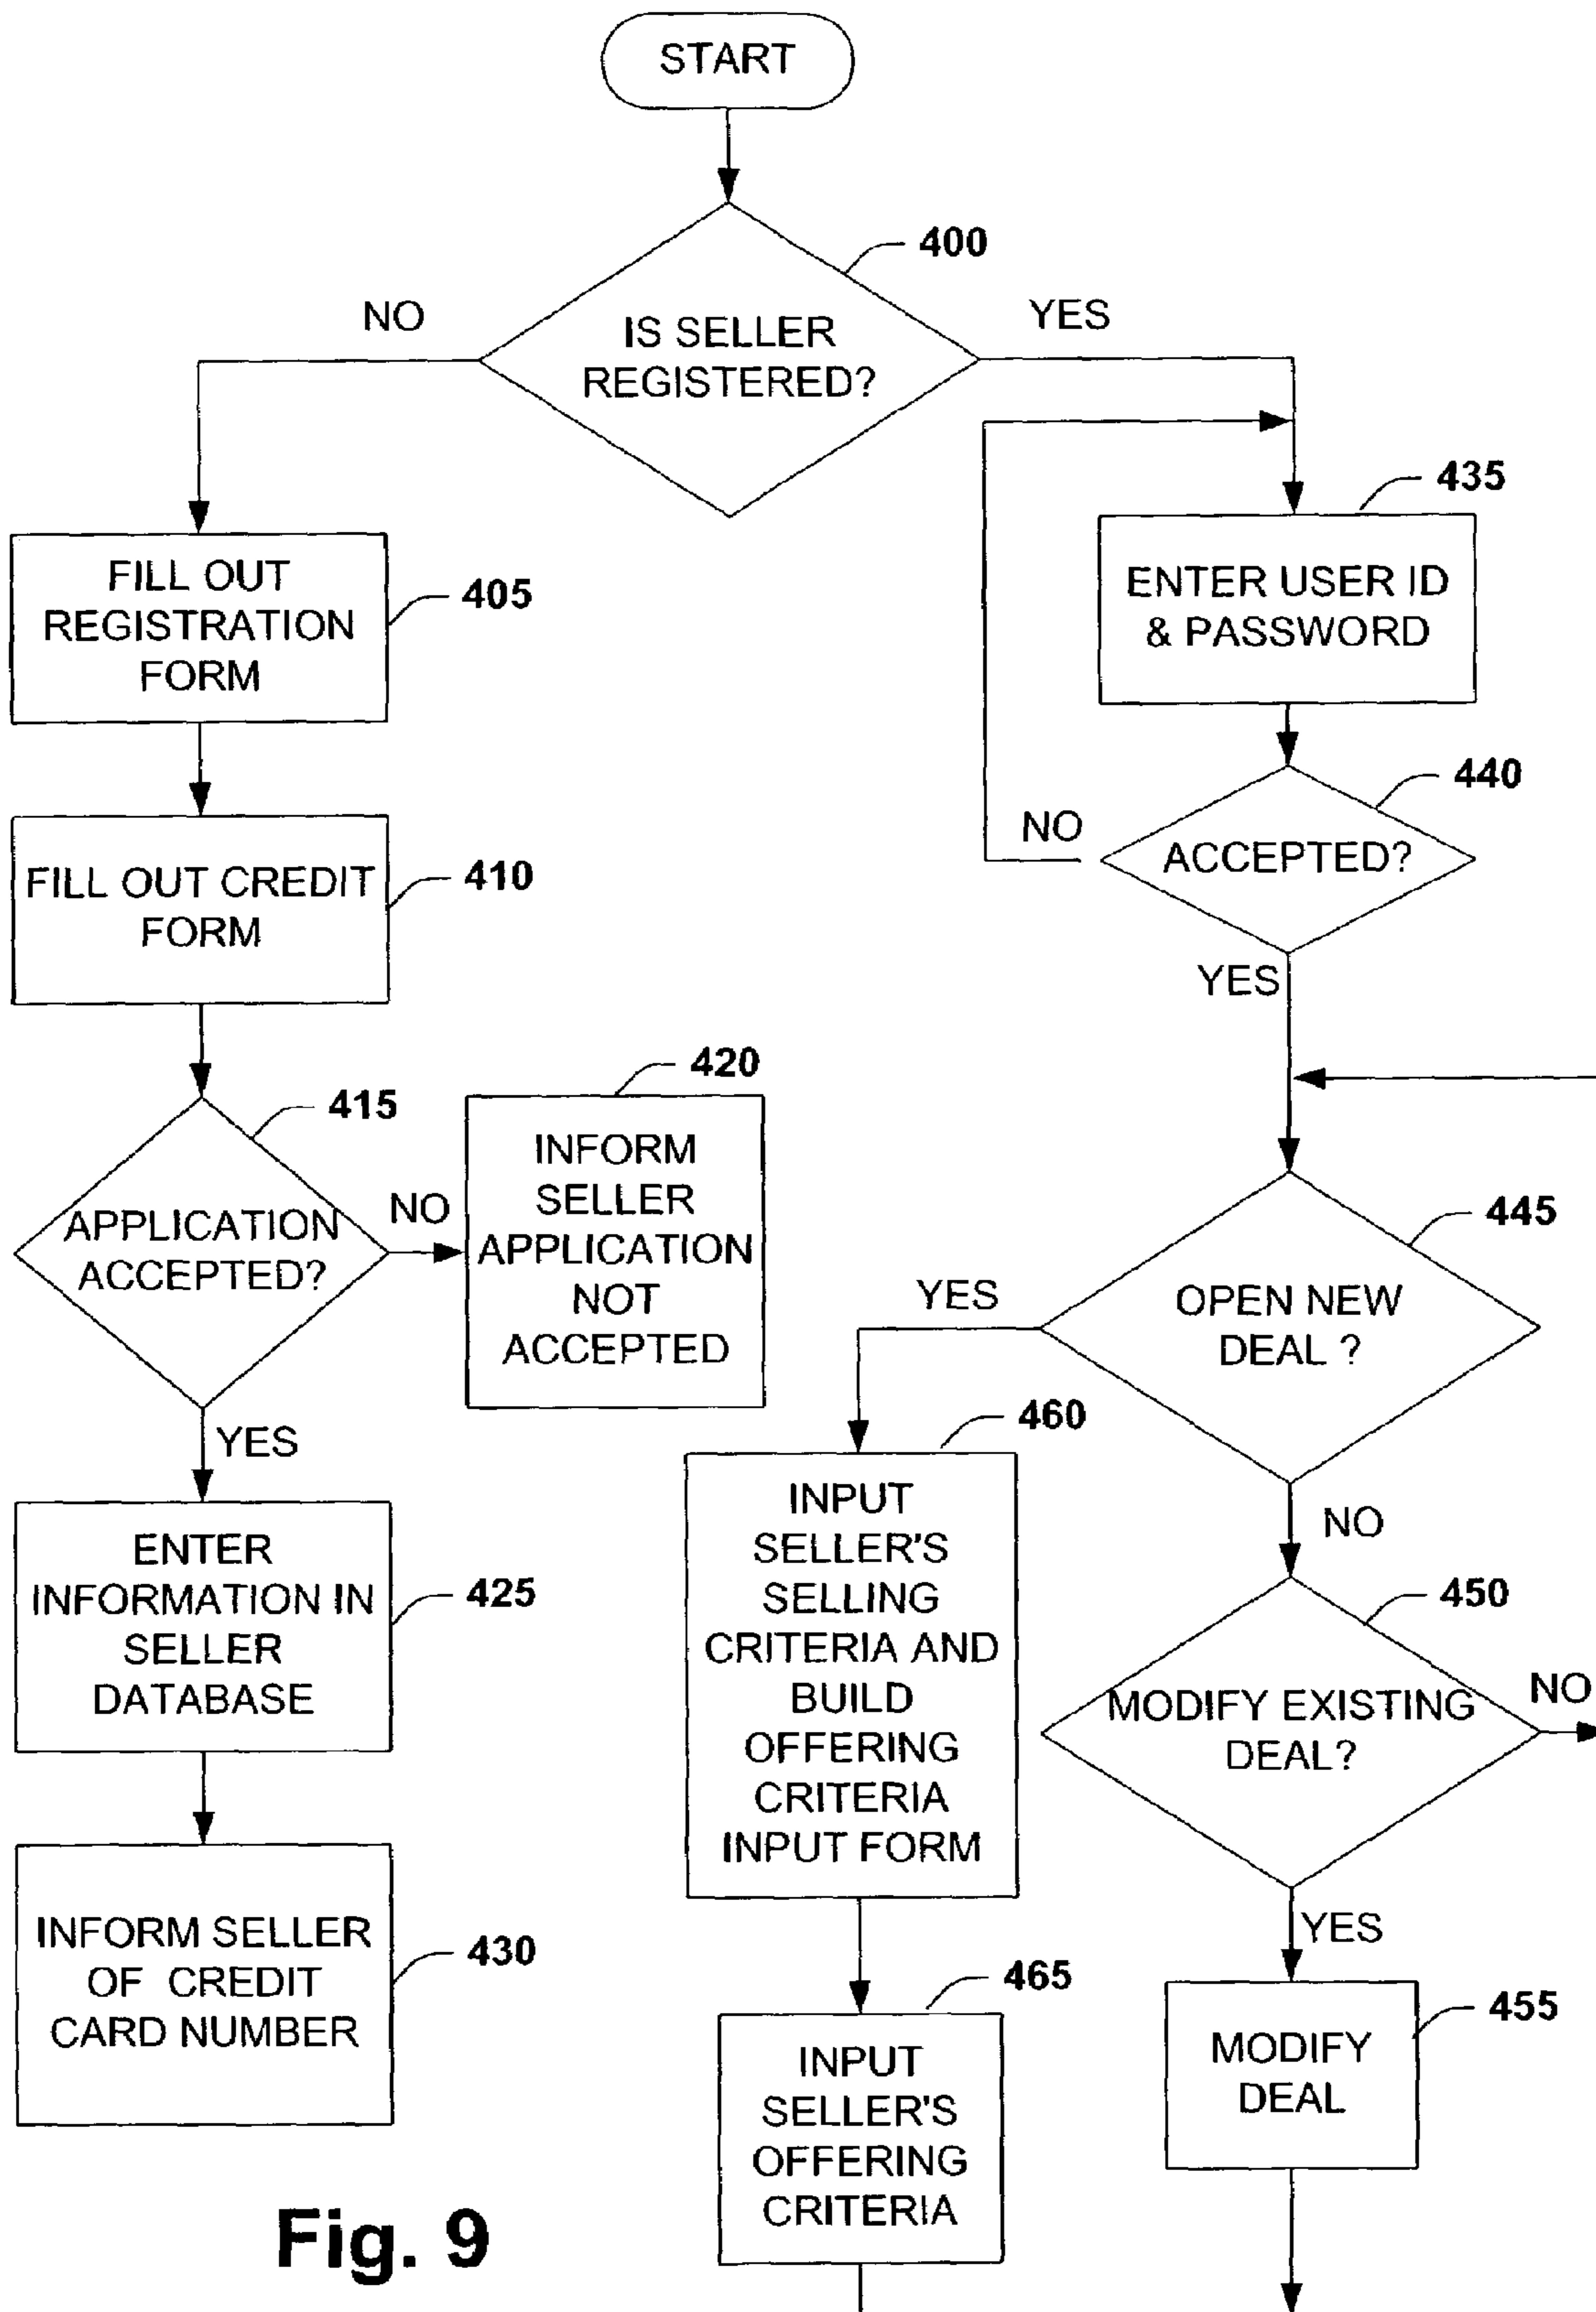 START
400
IS SELLER
REGISTERED?
NO
YES
FILL OUT
REGISTRATION
FORM
405
435
ENTER USER ID
& PASSWORD
440
ACCEPTED?
NO
YES
FILL OUT CREDIT
FORM
410
415
APPLICATION
ACCEPTED?
NO
YES
420
INFORM
SELLER
APPLICATION
NOT
ACCEPTED
445
OPEN NEW
DEAL ?
YES
NO
ENTER
INFORMATION IN
SELLER
DATABASE
425
460
INPUT
SELLER'S
SELLING
CRITERIA AND
BUILD
OFFERING
CRITERIA
INPUT FORM
450
MODIFY EXISTING
DEAL?
NO
YES
INFORM SELLER
OF CREDIT
CARD NUMBER
430
465
INPUT
SELLER'S
OFFERING
CRITERIA
455
MODIFY
DEAL
Fig. 9